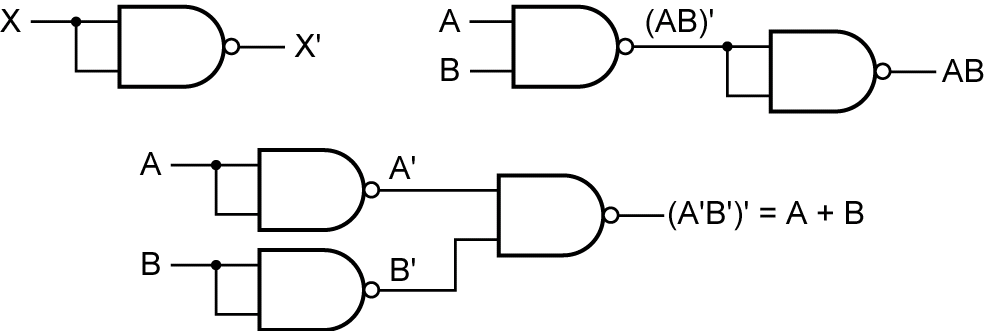 X
X'
A
B
(AB)'
AB
A
A'
B
B'
(A'B')' = A + B